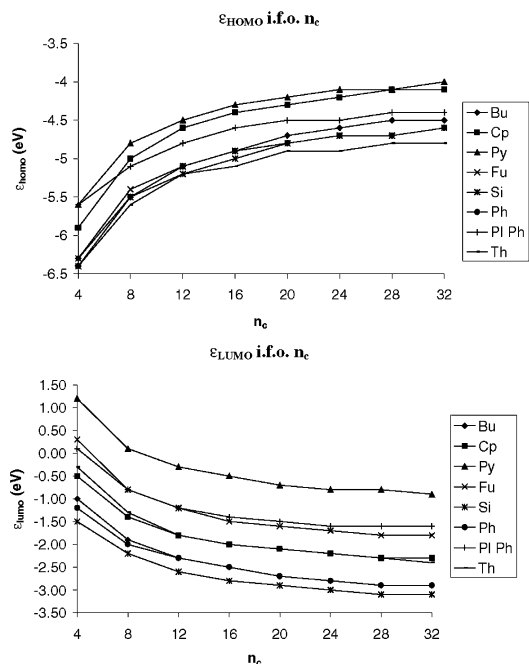 εHOMO i.f.o. nc
-3.5
-4
-4.5
-5
-5.5
-6
-6.5
εhomo (eV)
4 8 12 16 20 24 28 32
nc
Bu
Cp
Py
Fu
Si
Ph
Pl Ph
Th
εLUMO i.f.o. nc
1.50
1.00
0.50
0.00
-0.50
-1.00
-1.50
-2.00
-2.50
-3.00
-3.50
εlumo (eV)
4 8 12 16 20 24 28 32
nc
Bu
Cp
Py
Fu
Si
Ph
Pl Ph
Th